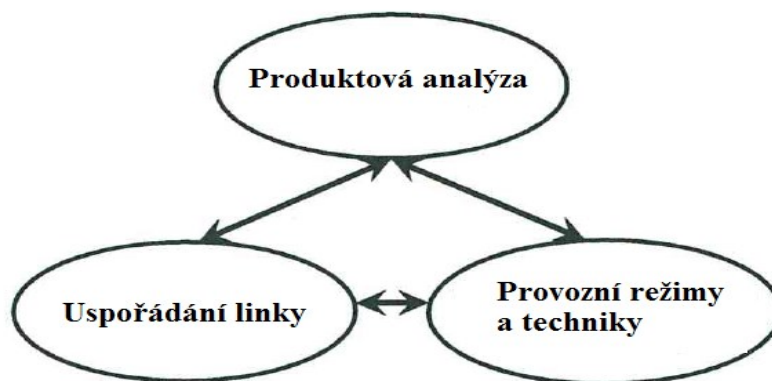 Produktová analýza
Uspořádání linky
Provozní režimy
a techniky